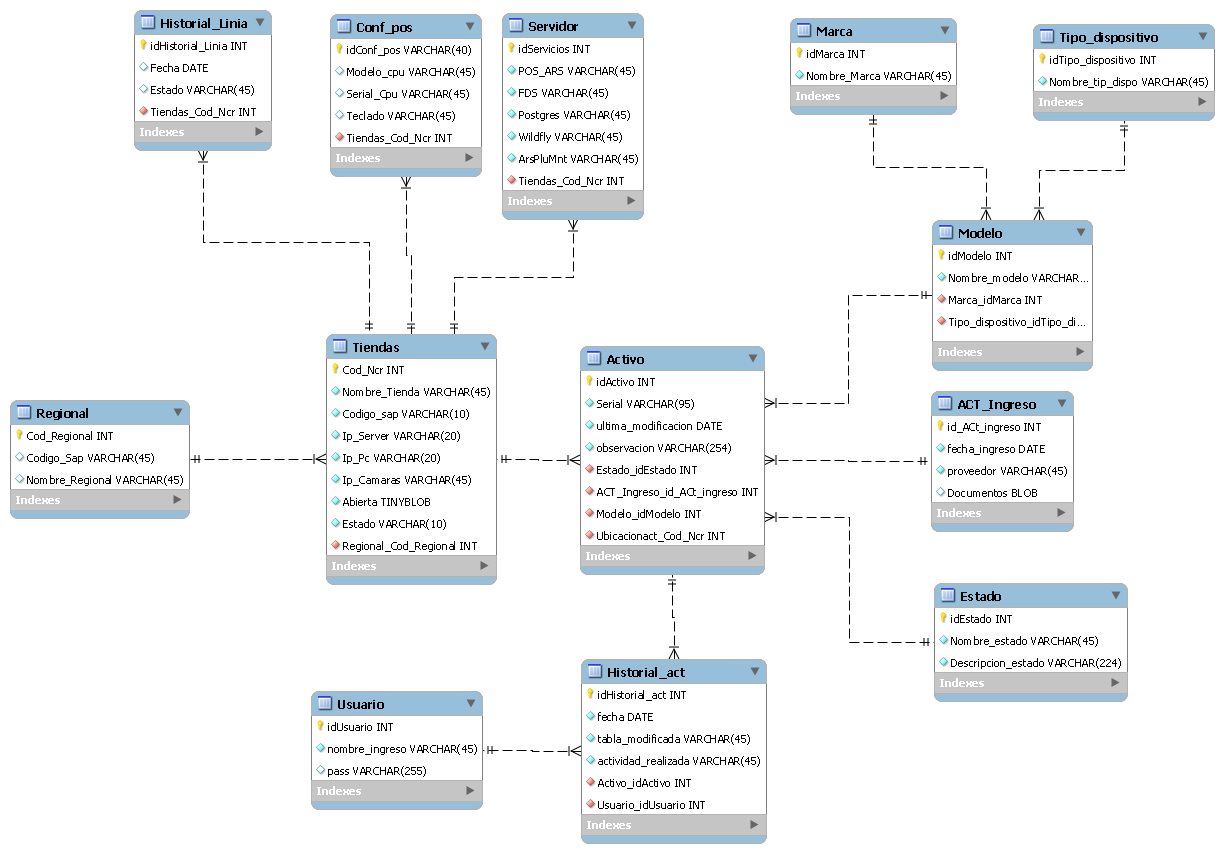 Historial_Linia
idHistorial_Linia INT
Fecha DATE
Estado VARCHAR(45)
Tiendas_Cod_Ncr INT
Indexes
Conf_pos
idConf_pos VARCHAR(40)
Modelo_cpu VARCHAR(45)
Serial_Cpu VARCHAR(45)
Teclado VARCHAR(45)
Tiendas_Cod_Ncr INT
Indexes
Servidor
idServicios INT
POS_ARS VARCHAR(45)
FDS VARCHAR(45)
Postgres VARCHAR(45)
Wildfly VARCHAR(45)
ArsPluMnt VARCHAR(45)
Tiendas_Cod_Ncr INT
Indexes
Marca
idMarca INT
Nombre_Marca VARCHAR(45)
Indexes
Tipo_dispositivo
idTipo_dispositivo INT
Nombre_tip_dispo VARCHAR(45)
Indexes
Modelo
idModelo INT
Nombre_modelo VARCHAR...
Marca_idMarca INT
Tipo_dispositivo_idTipo_di...
Indexes
Regional
Cod_Regional INT
Codigo_Sap VARCHAR(45)
Nombre_Regional VARCHAR(45)
Indexes
Tiendas
Cod_Ncr INT
Nombre_Tienda VARCHAR(45)
Codigo_sap VARCHAR(10)
Ip_Server VARCHAR(20)
Ip_Pc VARCHAR(20)
Ip_Camaras VARCHAR(45)
Abierta TINYBLOB
Estado VARCHAR(10)
Regional_Cod_Regional INT
Indexes
Activo
idActivo INT
Serial VARCHAR(95)
ultima_modificacion DATE
observacion VARCHAR(254)
Estado_idEstado INT
ACT_Ingreso_id_ACt_ingreso INT
Modelo_idModelo INT
Ubicacionact_Cod_Ncr INT
Indexes
ACT_Ingreso
id_ACt_ingreso INT
fecha_ingreso DATE
proveedor VARCHAR(45)
Documentos BLOB
Indexes
Estado
idEstado INT
Nombre_estado VARCHAR(45)
Descripcion_estado VARCHAR(224)
Indexes
Usuario
idUsuario INT
nombre_ingreso VARCHAR(45)
pass VARCHAR(255)
Indexes
Historial_act
idHistorial_act INT
fecha DATE
tabla_modificada VARCHAR(45)
actividad_realizada VARCHAR(45)
Activo_idActivo INT
Usuario_idUsuario INT
Indexes